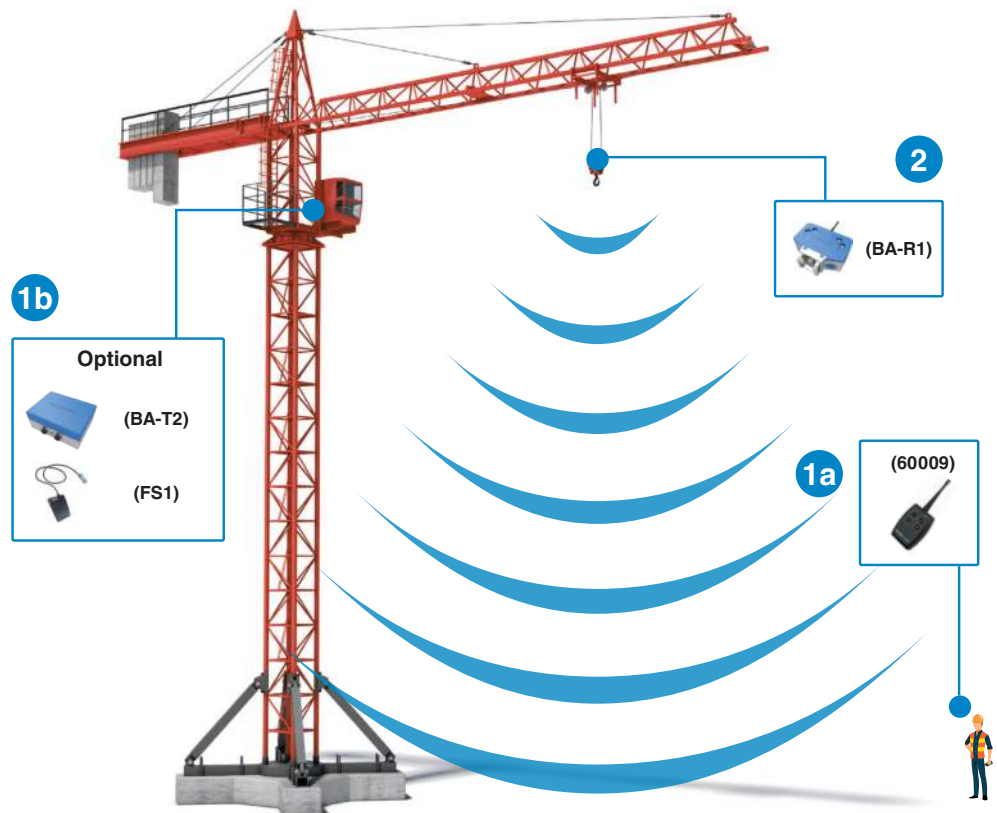 2
(BA-R1)
1b
Optional
(BA-T2)
(FS1)
1a
(60009)